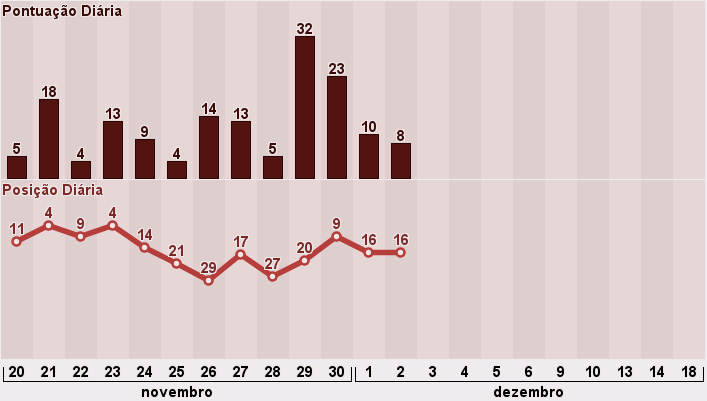 Pontuação Diária
5 18 4 13 9 4 14 13 5 32 23 10 8
Posição Diária
11 4 9 4 14 21 29 17 27 20 9 16 16
20 21 22 23 24 25 26 27 28 29 30 1 2 3 4 5 6 9 10 13 14 18
novembro dezembro